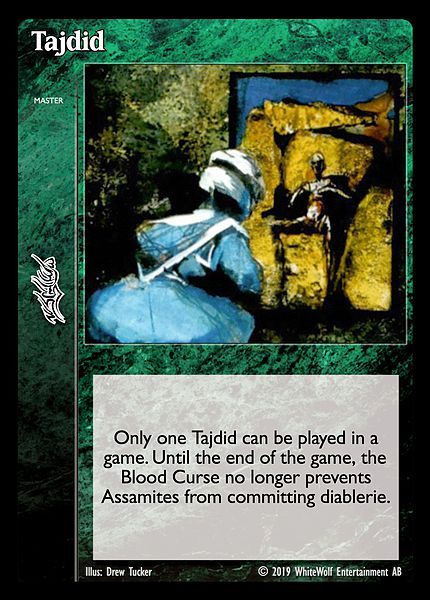 Tajdid
MASTER
Only one Tajdid can be played in a
game. Until the end of the game, the
Blood Curse no longer prevents
Assamites from committing diablerie.
Illus: Drew Tucker © 2019 WhiteWolf Entertainment AB